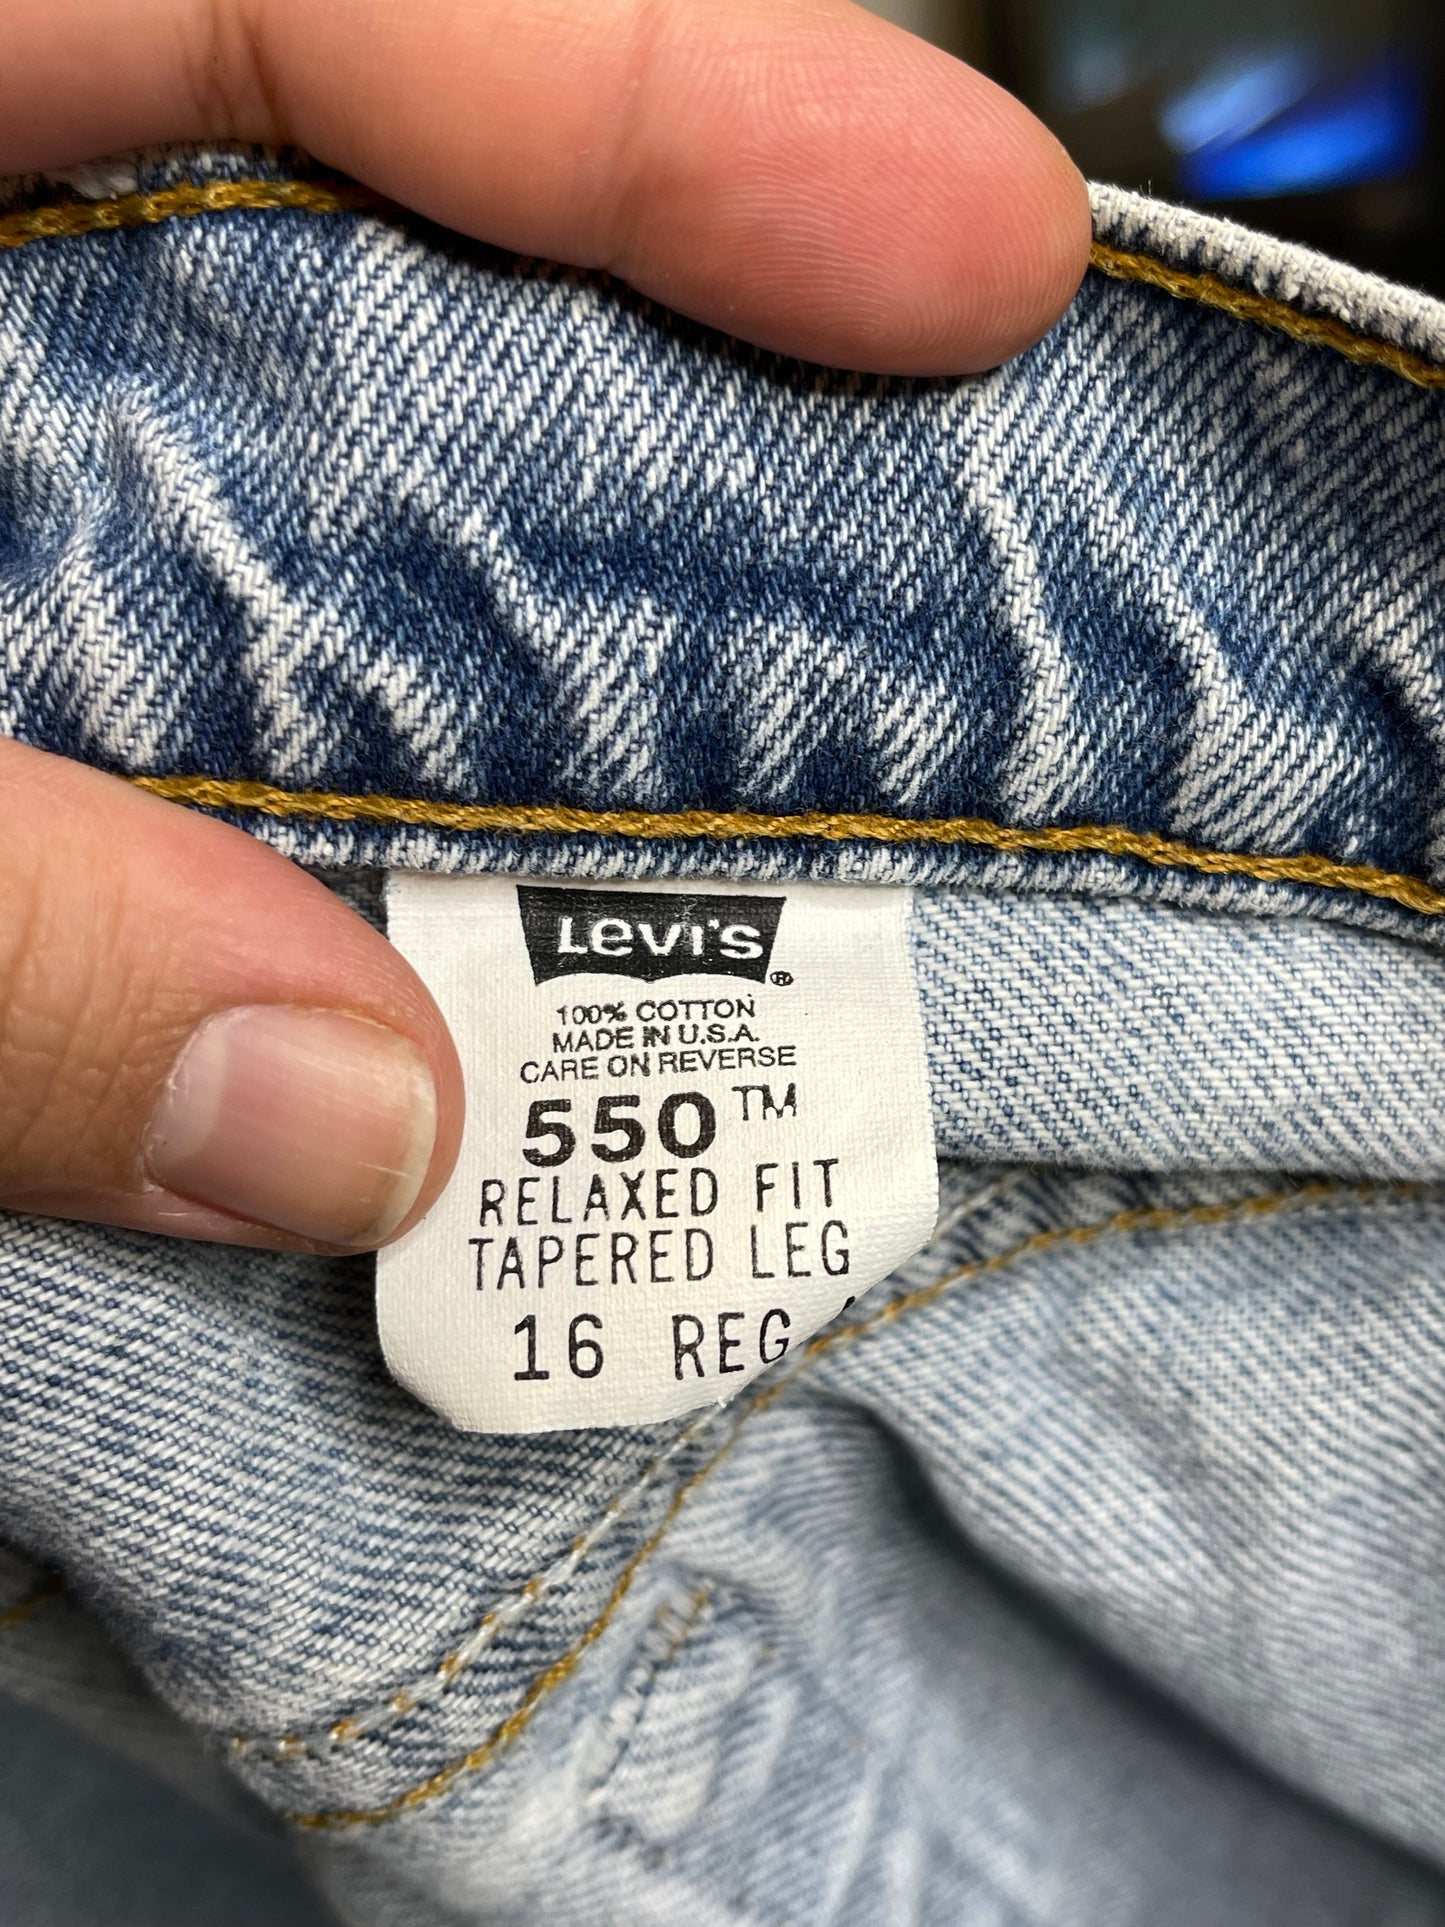 Levi's ®
100% COTTON
MADE IN U.S.A.
CARE ON REVERSE
550™
RELAXED FIT
TAPERED LEG
16 REG